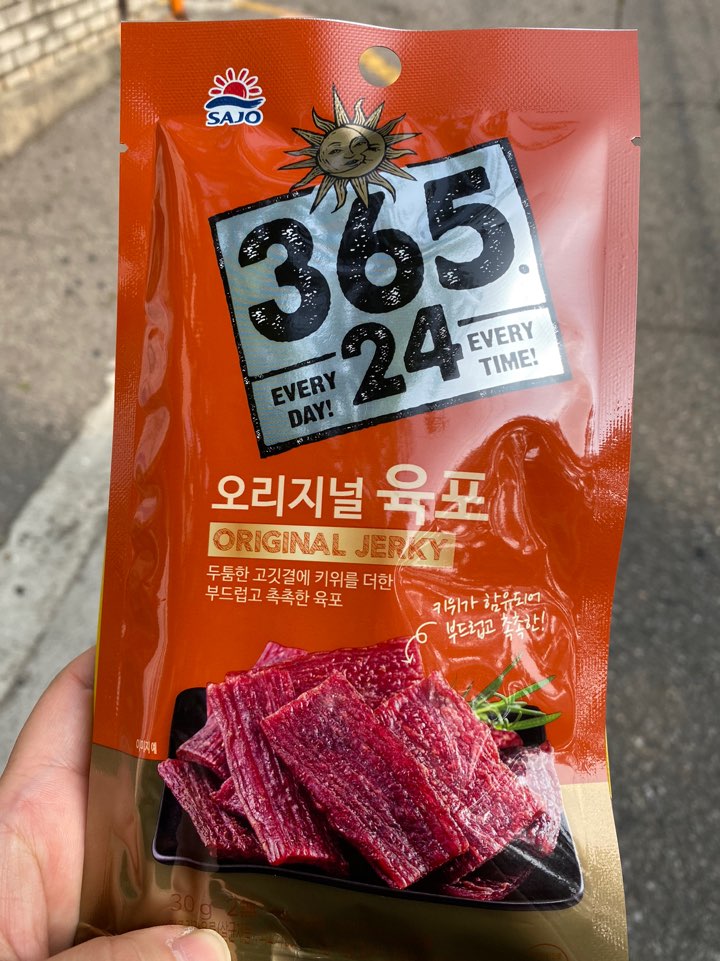 SAJO
365.
24
EVERY
DAY!
EVERY
TIME!
오리지널 육포
ORIGINAL JERKY
두툼한 고깃결에 키위를 더한
부드럽고 촉촉한 육포
키위가 함유되어
부드럽고 촉촉한!
이미지예
30 g